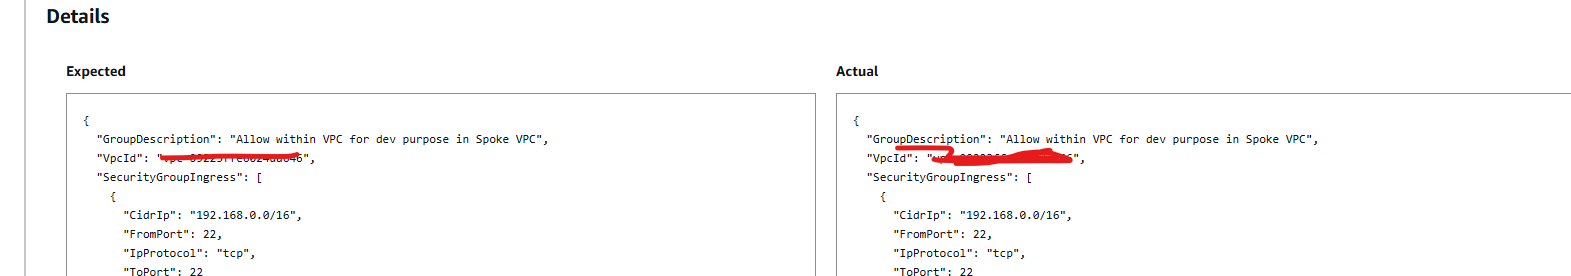 Details
Expected
Actual
{
"GroupDescription": "Allow within VPC for dev purpose in Spoke VPC",
"VpcId": "
"SecurityGroupIngress": [
{
"CidrIp": "192.168.0.0/16",
"FromPort": 22,
"IpProtocol": "tcp",
"ToPort": 22
{
"GroupDescription": "Allow within VPC for dev purpose in Spoke VPC",
"VpcId": "
"SecurityGroupIngress": [
{
"CidrIp": "192.168.0.0/16",
"FromPort": 22,
"IpProtocol": "tcp",
"ToPort": 22